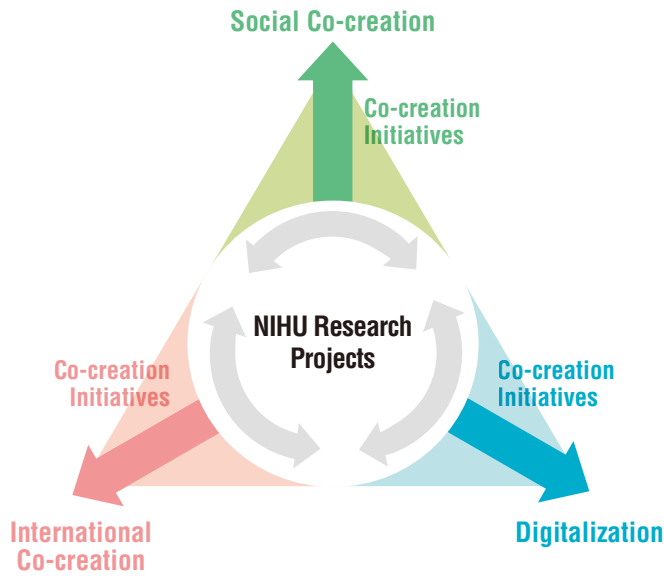 Social Co-creation
Co-creation
Initiatives
NIHU Research
Projects
Co-creation
Initiatives
Co-creation
Initiatives
International
Co-creation
Digitalization